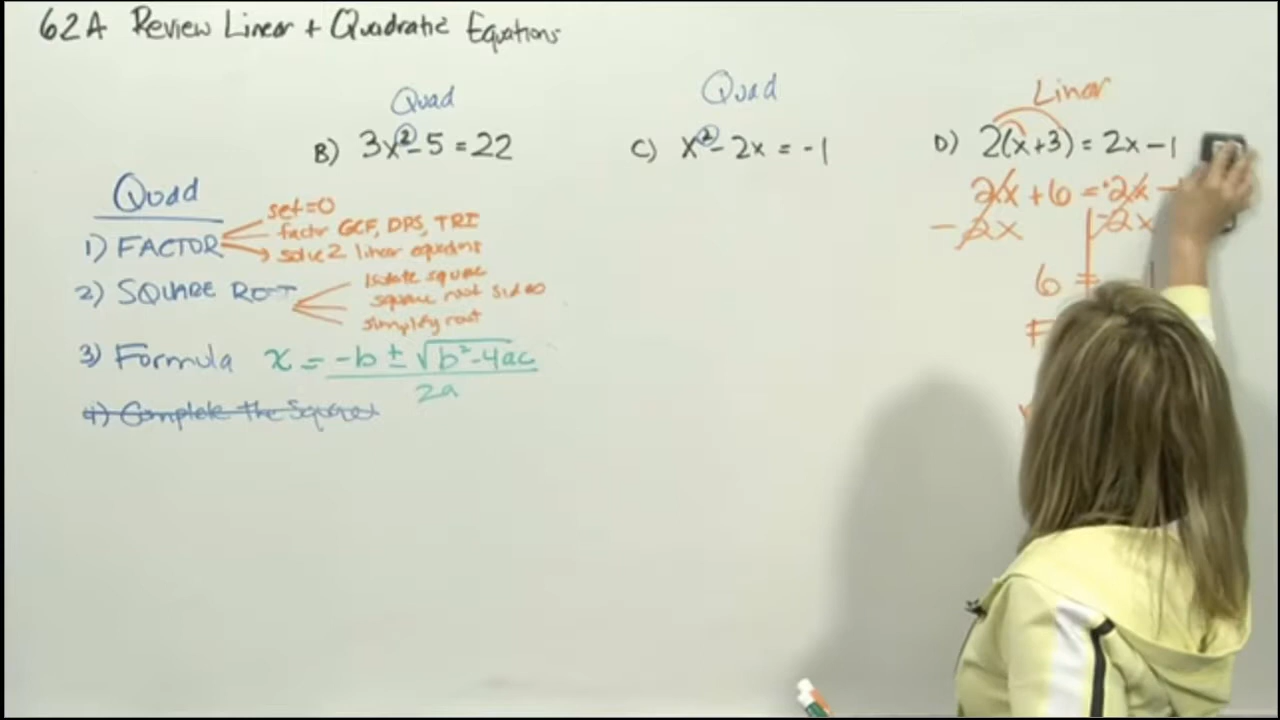 62A Review Linear + Quadratic Equations
Quad
B) 3x²-5 = 22
Quad
C) x²- 2x = -1
Linear
D) 2(x+3) = 2x-1
2x + 6 = 2x -
-2x -2x
6 =
Quad
1) FACTOR
set=0
factor GCF, DPS, TRI
solve 2 linear equations
2) SQUARE ROOT
Isolate square
square root sides
simplify root
3) Formula x = -b ± √b²-4ac
2a
4) Complete the Square